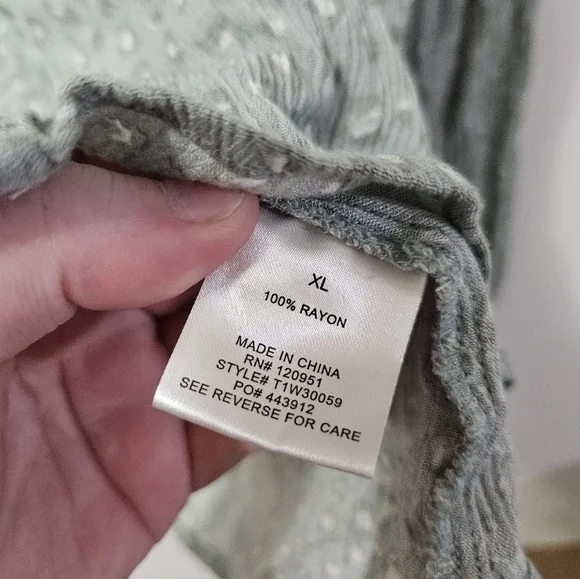 XL
100% RAYON
MADE IN CHINA
RN# 120951
STYLE# T1W30059
PO# 443912
SEE REVERSE FOR CARE